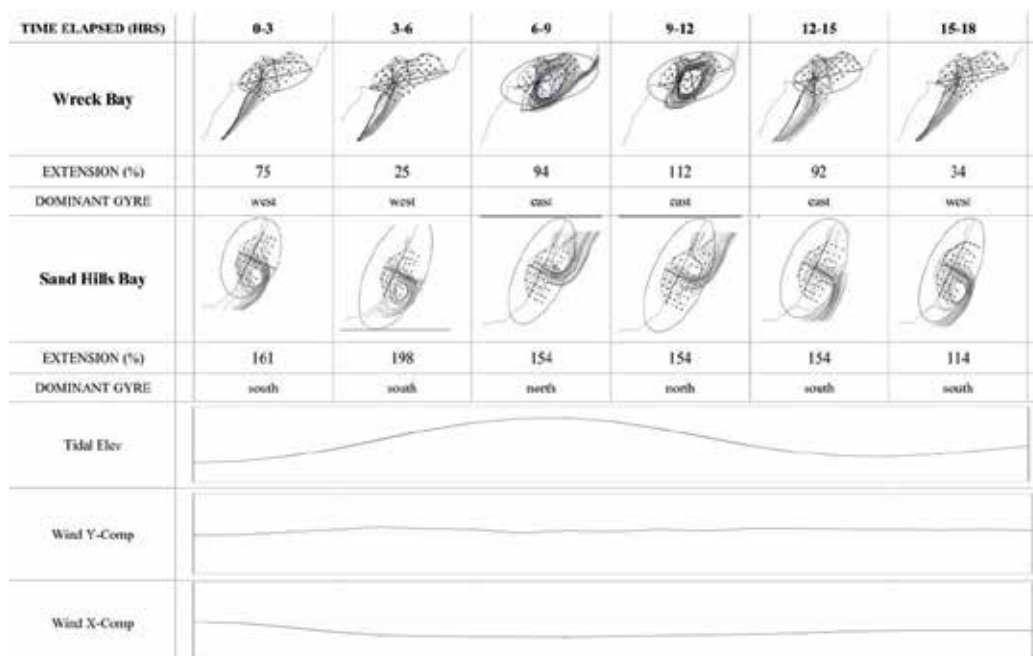 TIME ELAPSED (HRS) 0-3 3-6 6-9 9-12 12-15 15-18
Wreck Bay
EXTENSION (%) 75 25 94 112 92 34
DOMINANT GYRE west west east east east west
Sand Hills Bay
EXTENSION (%) 161 198 154 154 154 114
DOMINANT GYRE south south north north south south
Tidal Elev
Wind Y-Comp
Wind X-Comp